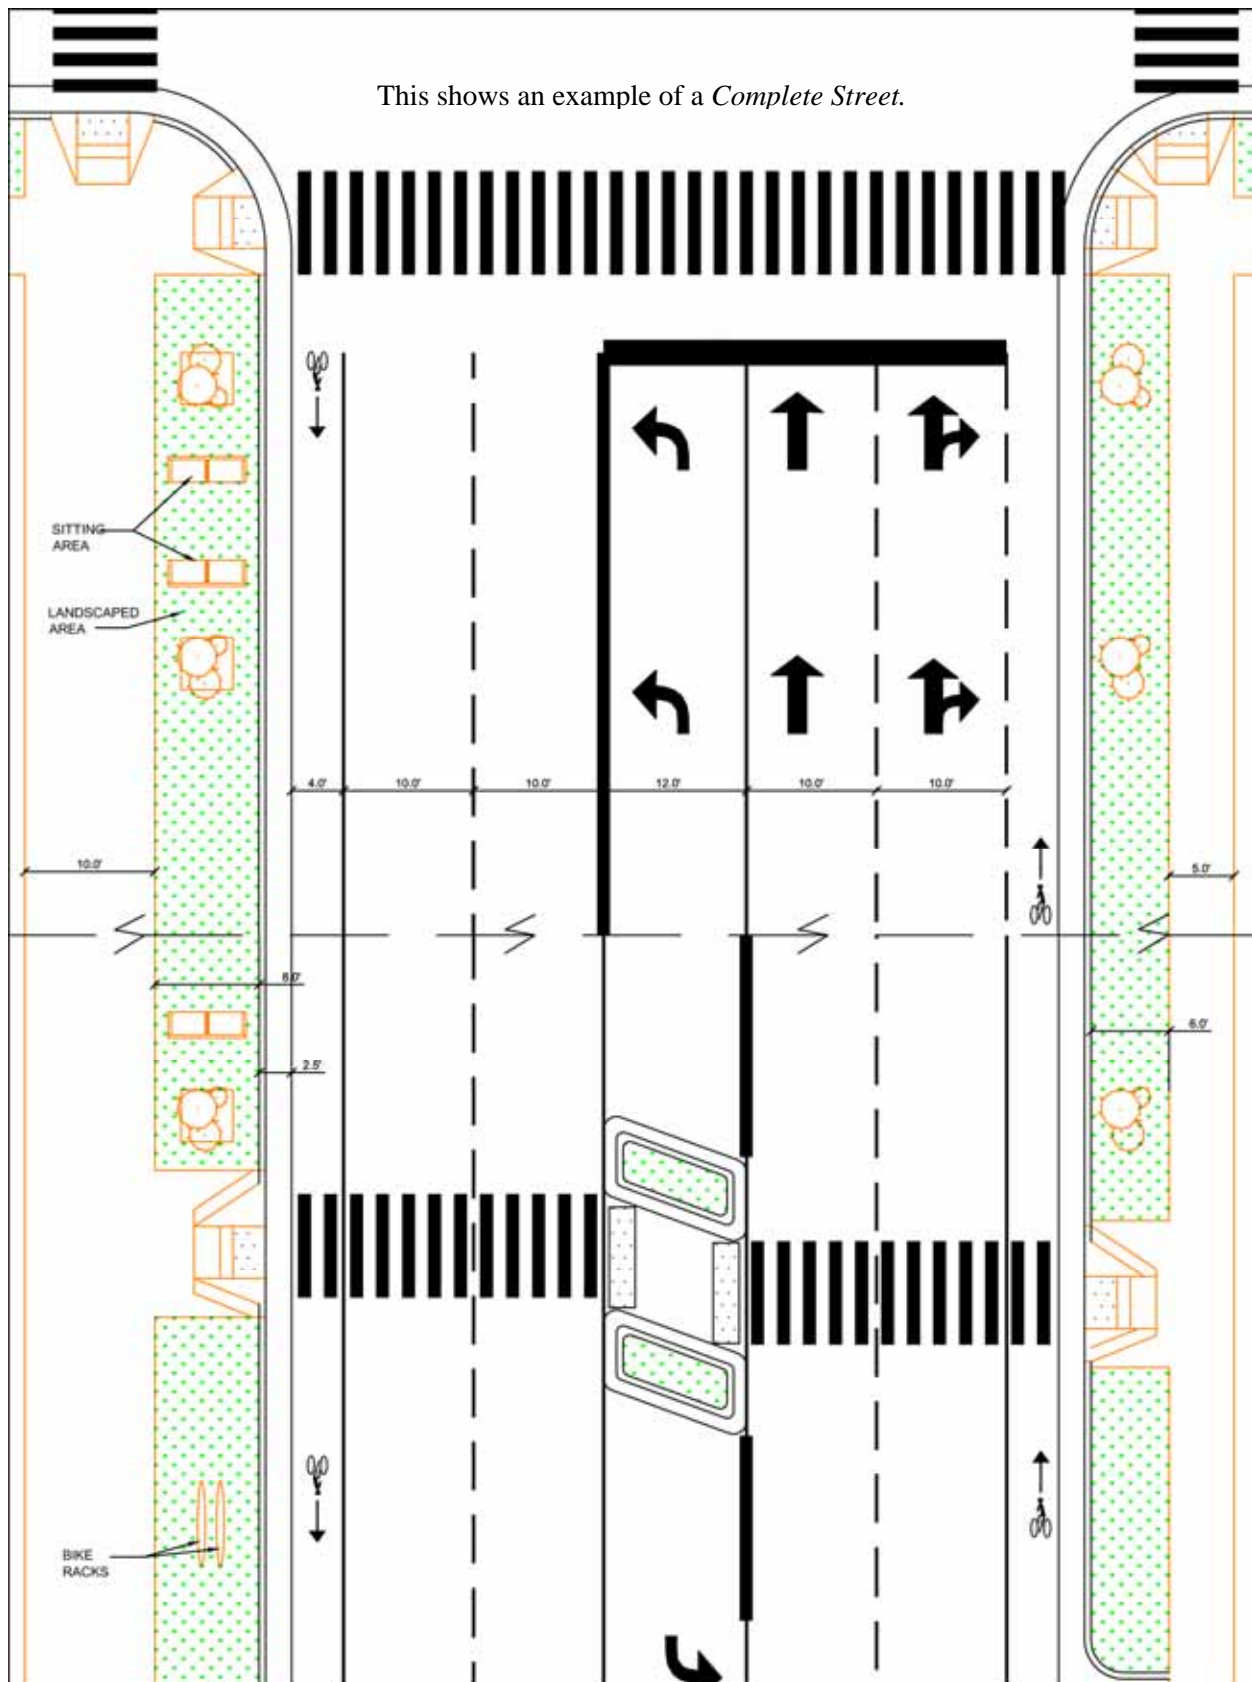 This shows an example of a Complete Street.
SITTING
AREA
LANDSCAPED
AREA
4.0'
10.0'
10.0'
12.0'
10.0'
10.0'
10.0'
5.0'
6.0'
6.0'
2.5'
BIKE
RACKS